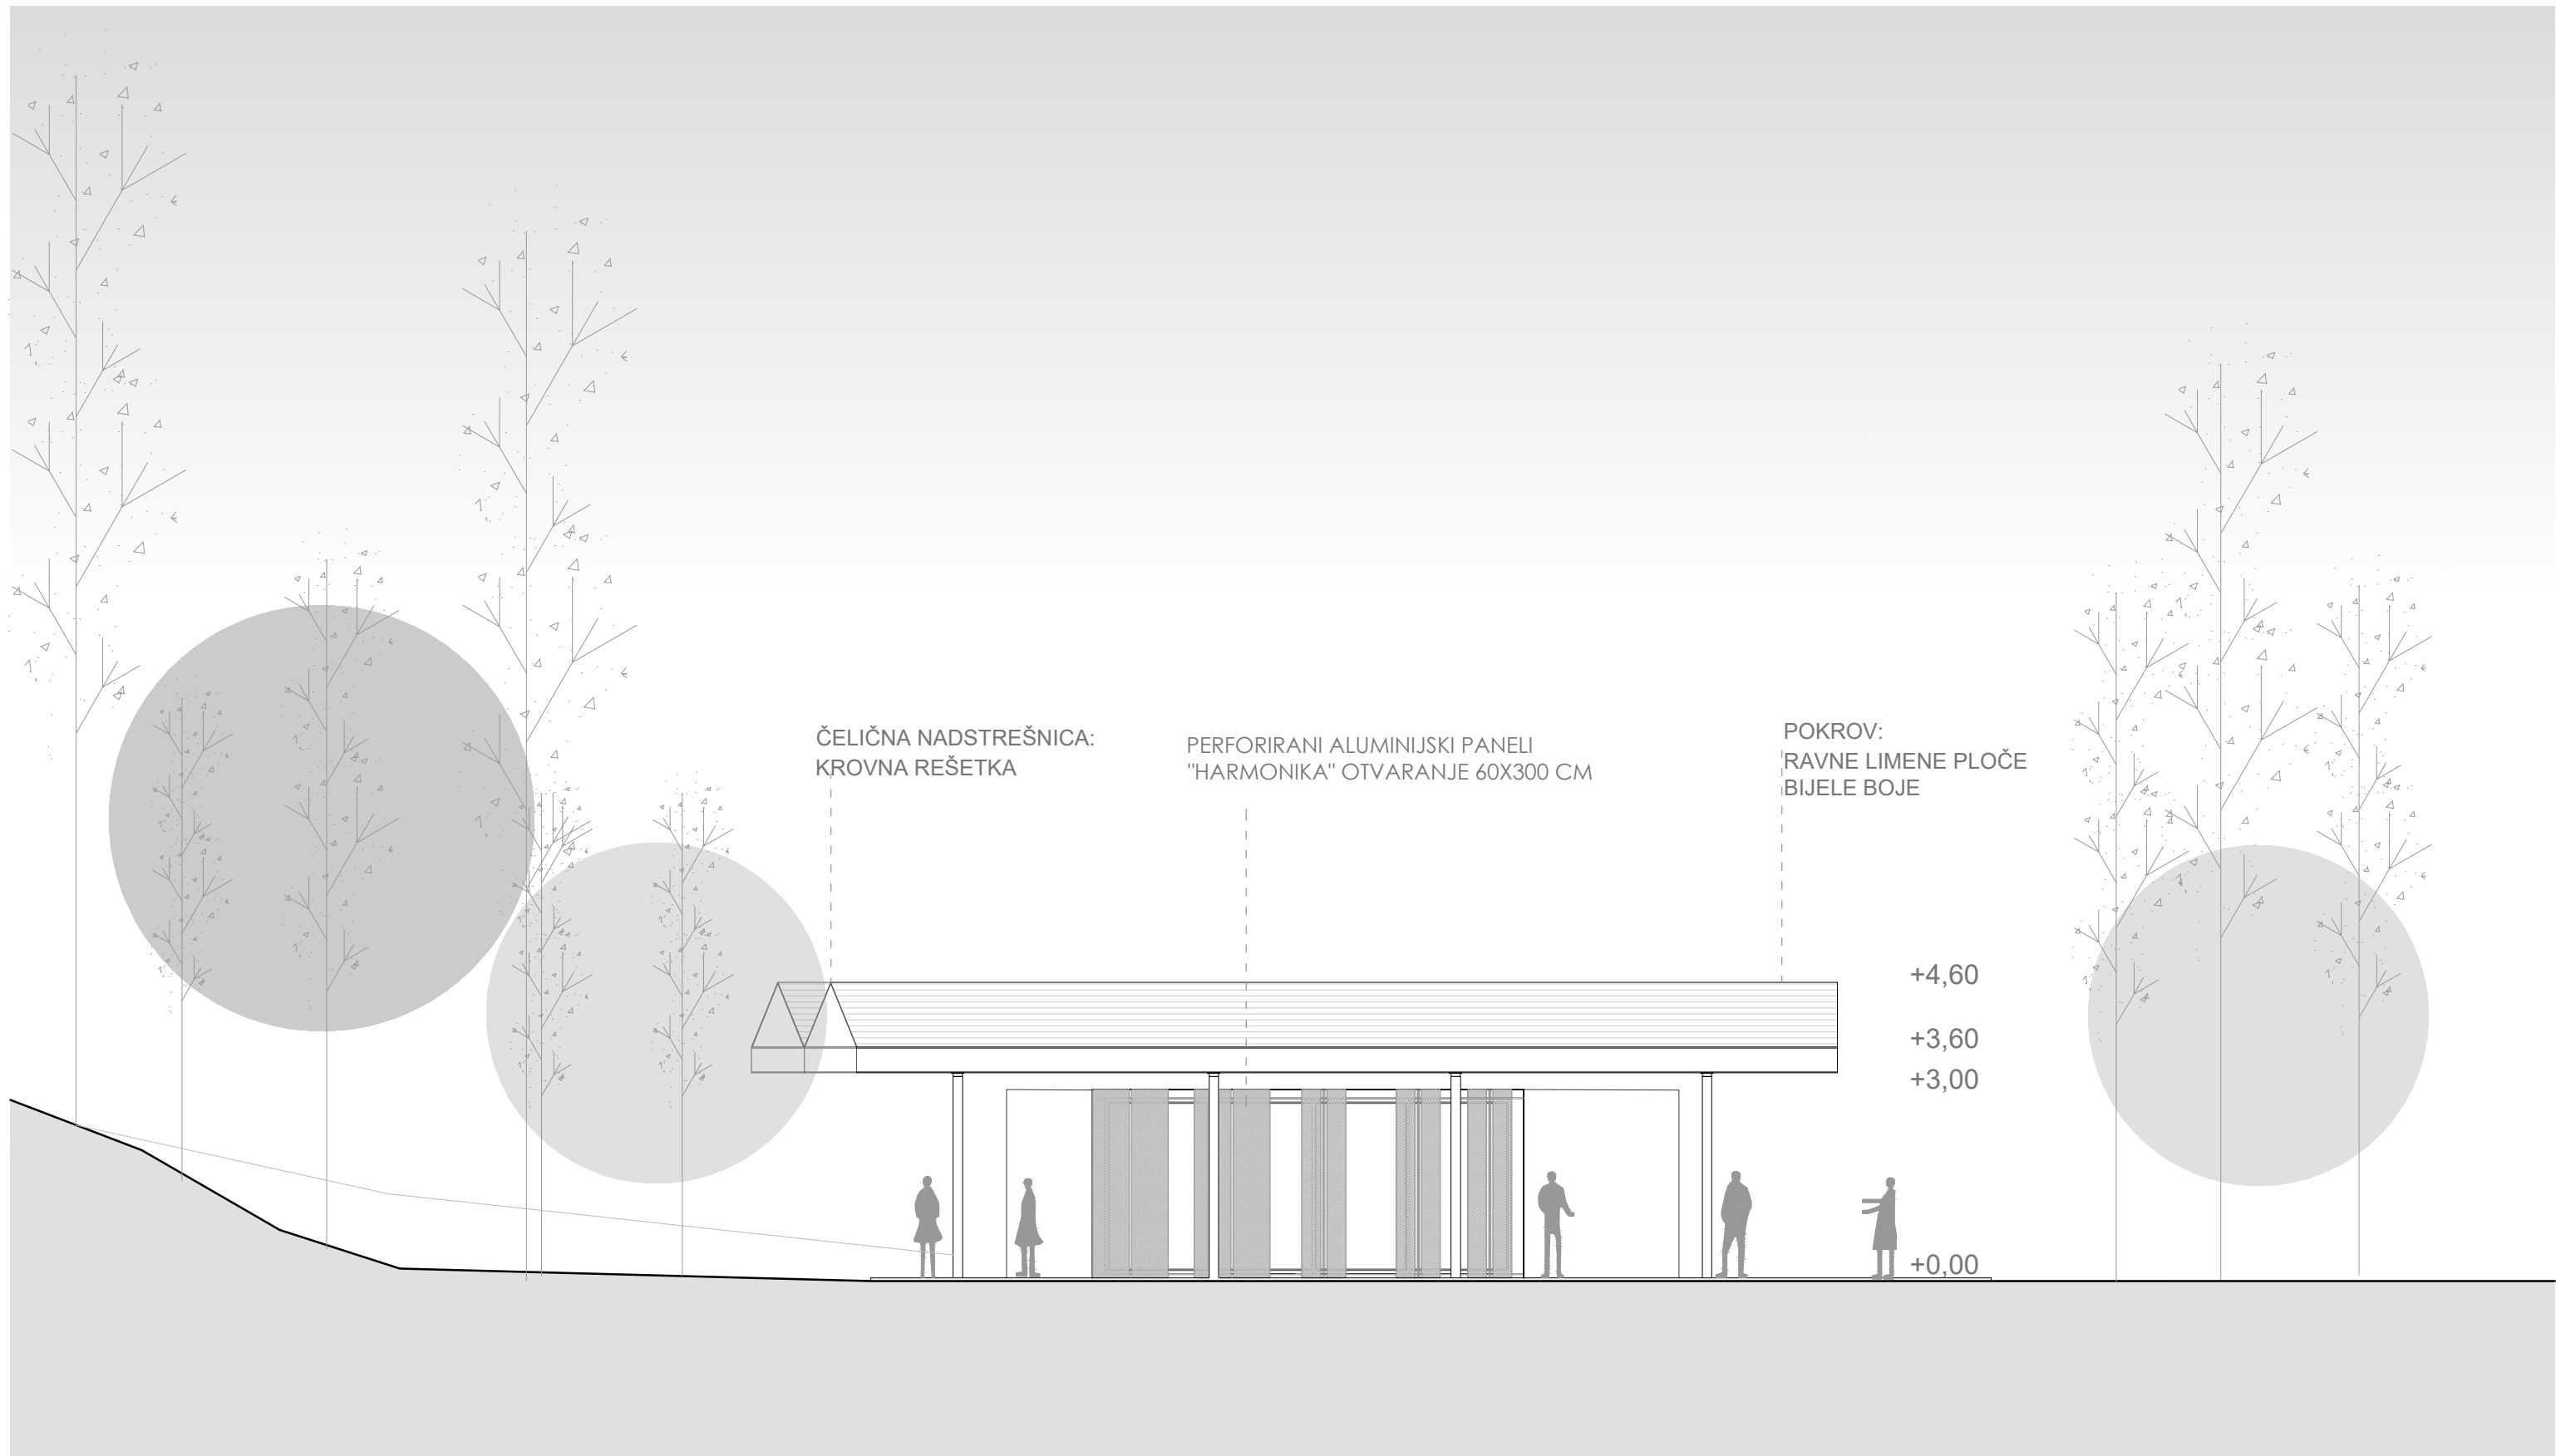 ČELIČNA NADSTREŠNICA:
KROVNA REŠETKA
PERFORIRANI ALUMINIJSKI PANELI
"HARMONIKA" OTVARANJE 60X300 CM
POKROV:
RAVNE LIMENE PLOČE
BIJELE BOJE
+4,60
+3,60
+3,00
+0,00